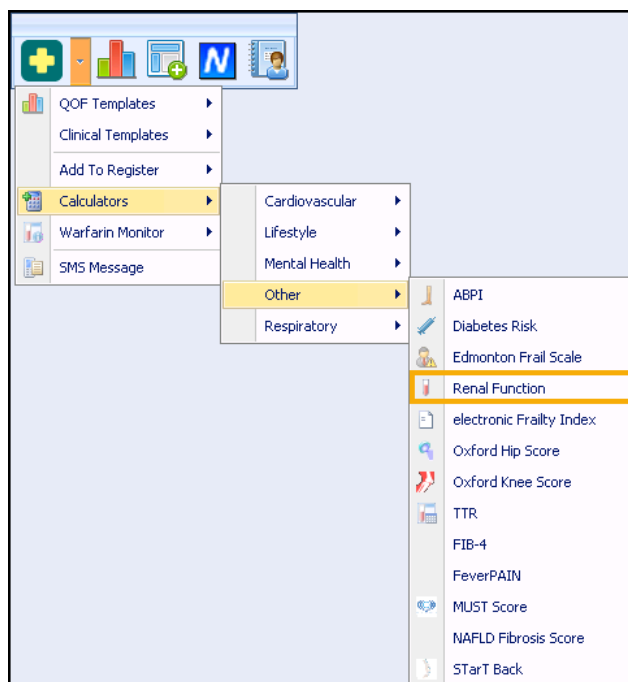 N
QOF Templates
Clinical Templates
Add To Register
Calculators
Warfarin Monitor
SMS Message
Cardiovascular
Lifestyle
Mental Health
Other
Respiratory
ABPI
Diabetes Risk
Edmonton Frail Scale
Renal Function
electronic Frailty Index
Oxford Hip Score
Oxford Knee Score
TTR
FIB-4
FeverPAIN
MUST Score
NAFLD Fibrosis Score
STarT Back